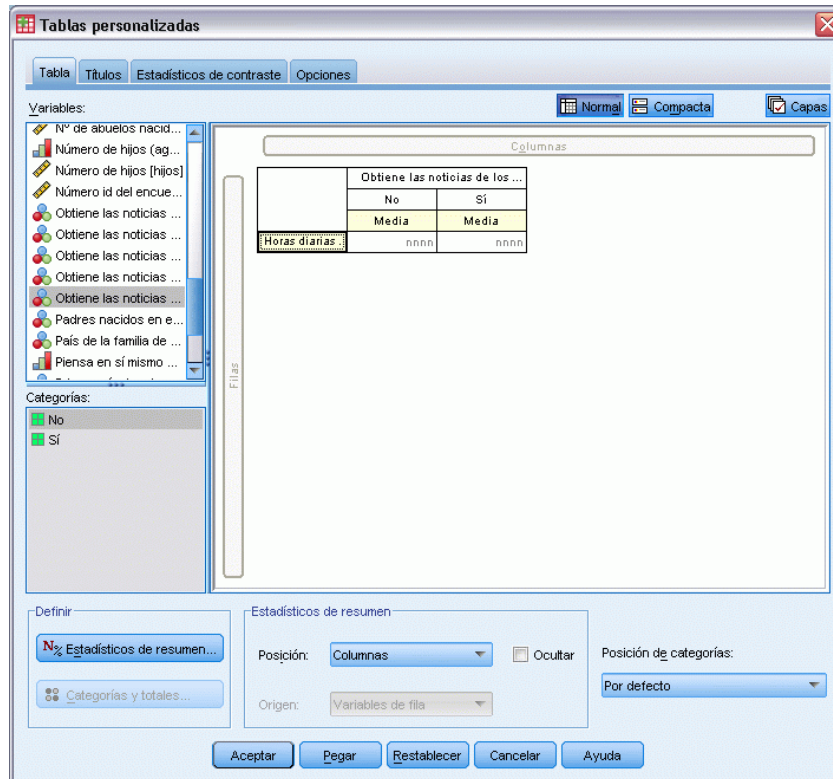 Tablas personalizadas
Tabla
Títulos
Estadísticos de contraste
Opciones
Variables:
Normal
Compacta
Capas
Nº de abuelos nacid...
Número de hijos (ag...
Número de hijos [hijos]
Número id del encue...
Obtiene las noticias ...
Obtiene las noticias ...
Obtiene las noticias ...
Obtiene las noticias ...
Obtiene las noticias ...
Padres nacidos en e...
País de la familia de ...
Piensa en sí mismo ...
Categorías:
No
Sí
Columnas
Filas
Obtiene las noticias de los ...
No Sí
Media Media
Horas diarias . nnnn nnnn
Definir
N% Estadísticos de resumen...
Categorías y totales...
Estadísticos de resumen
Posición: Columnas
Ocultar
Origen: Variables de fila
Posición de categorías:
Por defecto
Aceptar
Pegar
Restablecer
Cancelar
Ayuda